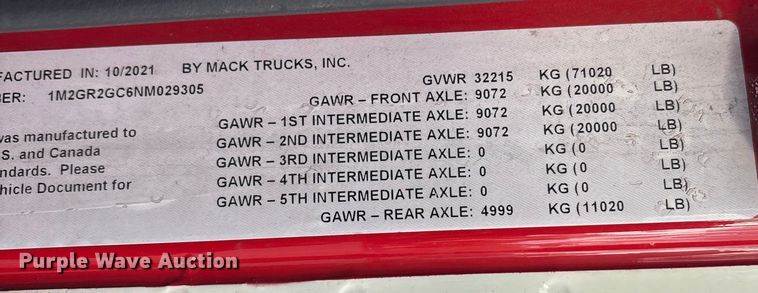 FACTURED IN: 10/2021 BY MACK TRUCKS, INC.
BER: 1M2GR2GC6NM029305
GVWR 32215 KG (71020 LB)
GAWR – FRONT AXLE: 9072 KG (20000 LB)
GAWR – 1ST INTERMEDIATE AXLE: 9072 KG (20000 LB)
GAWR – 2ND INTERMEDIATE AXLE: 9072 KG (20000 LB)
GAWR – 3RD INTERMEDIATE AXLE: 0 KG (0 LB)
GAWR – 4TH INTERMEDIATE AXLE: 0 KG (0 LB)
GAWR – 5TH INTERMEDIATE AXLE: 0 KG (0 LB)
GAWR – REAR AXLE: 4999 KG (11020 LB)
was manufactured to
S. and Canada
ndards. Please
hicle Document for
Purple Wave Auction